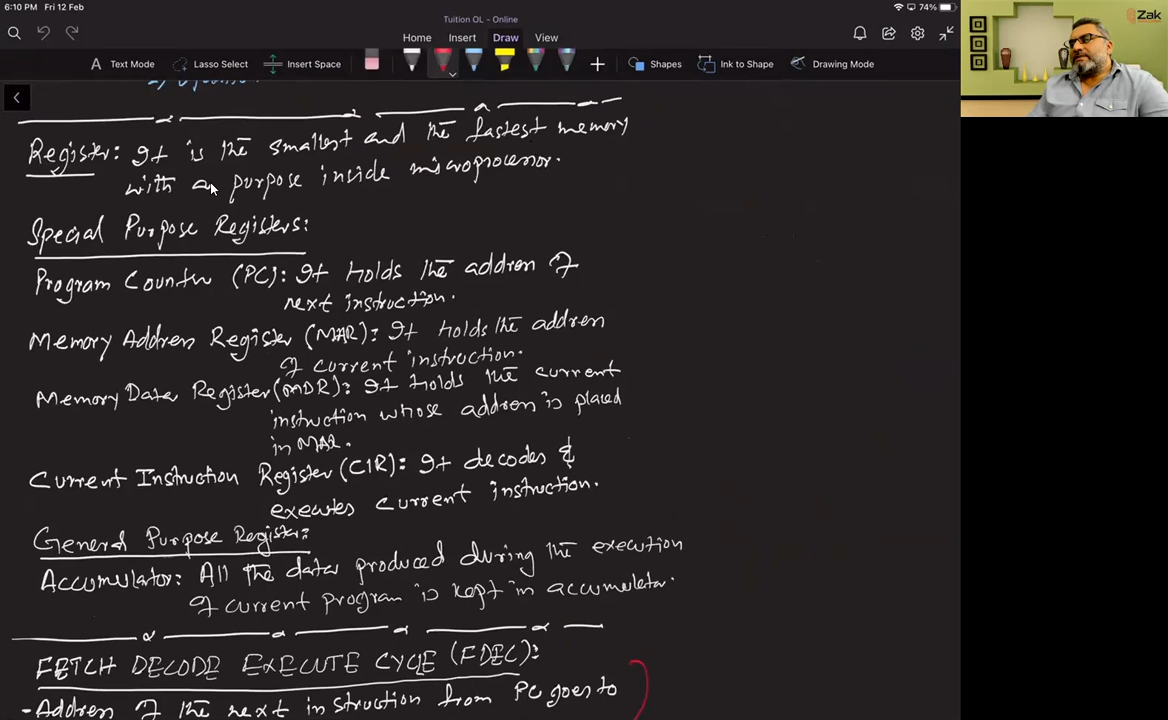 6:10 PM Fri 12 Feb
74%
Zak
Tuition OL - Online
Home Insert Draw View
Text Mode Lasso Select Insert Space Shapes Ink to Shape Drawing Mode
Register: It is the smallest and the fastest memory
with a purpose inside microprocessor.
Special Purpose Registers:
Program Counter (PC): It holds the address of
next instruction.
Memory Address Register (MAR): It holds the address
of current instruction.
Memory Data Register (MDR): It holds the current
instruction whose address is placed
in MAR.
Current Instruction Register (CIR): It decodes &
executes current instruction.
General Purpose Register:
Accumulator: All the data produced during the execution
of current program is kept in accumulator.
FETCH DECODE EXECUTE CYCLE (FDEC):
- Address of the next instruction from PC goes to